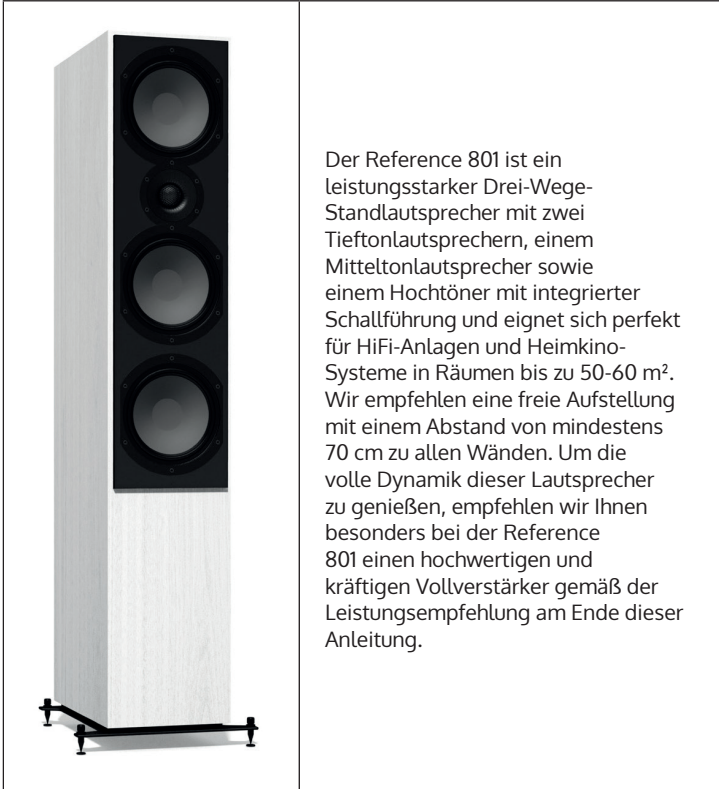 Der Reference 801 ist ein
leistungsstarker Drei-Wege-
Standlautsprecher mit zwei
Tieftonlautsprechern, einem
Mitteltonlautsprecher sowie
einem Hochtöner mit integrierter
Schallführung und eignet sich perfekt
für HiFi-Anlagen und Heimkino-
Systeme in Räumen bis zu 50-60 m².
Wir empfehlen eine freie Aufstellung
mit einem Abstand von mindestens
70 cm zu allen Wänden. Um die
volle Dynamik dieser Lautsprecher
zu genießen, empfehlen wir Ihnen
besonders bei der Reference
801 einen hochwertigen und
kräftigen Vollverstärker gemäß der
Leistungsempfehlung am Ende dieser
Anleitung.